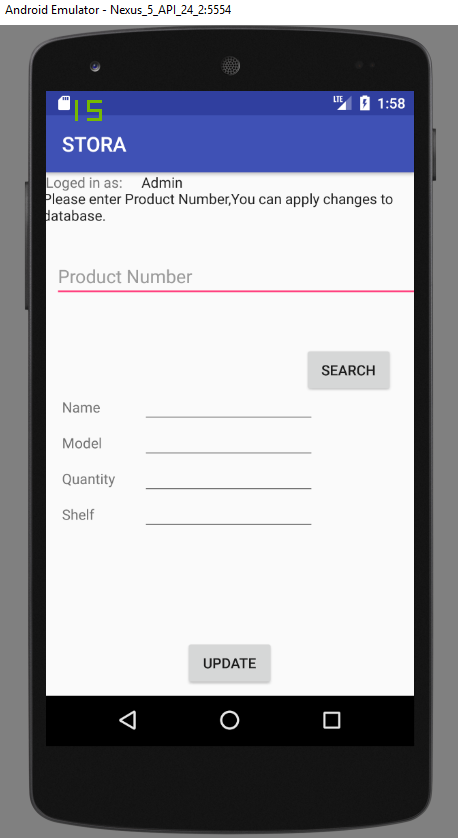 Android Emulator - Nexus_5_API_24_2:5554
15
LTE 1:58
STORA
Loged in as: Admin
Please enter Product Number,You can apply changes to
database.
Product Number
SEARCH
Name
Model
Quantity
Shelf
UPDATE